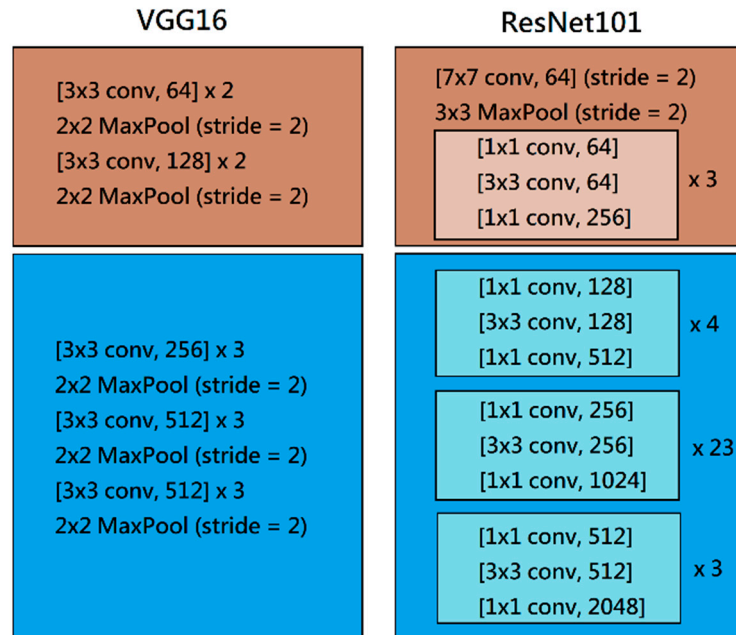 VGG16
[3x3 conv, 64] x 2
2x2 MaxPool (stride = 2)
[3x3 conv, 128] x 2
2x2 MaxPool (stride = 2)
[3x3 conv, 256] x 3
2x2 MaxPool (stride = 2)
[3x3 conv, 512] x 3
2x2 MaxPool (stride = 2)
[3x3 conv, 512] x 3
2x2 MaxPool (stride = 2)
ResNet101
[7x7 conv, 64] (stride = 2)
3x3 MaxPool (stride = 2)
[1x1 conv, 64]
[3x3 conv, 64]
[1x1 conv, 256]
x 3
[1x1 conv, 128]
[3x3 conv, 128]
[1x1 conv, 512]
x 4
[1x1 conv, 256]
[3x3 conv, 256]
[1x1 conv, 1024]
x 23
[1x1 conv, 512]
[3x3 conv, 512]
[1x1 conv, 2048]
x 3